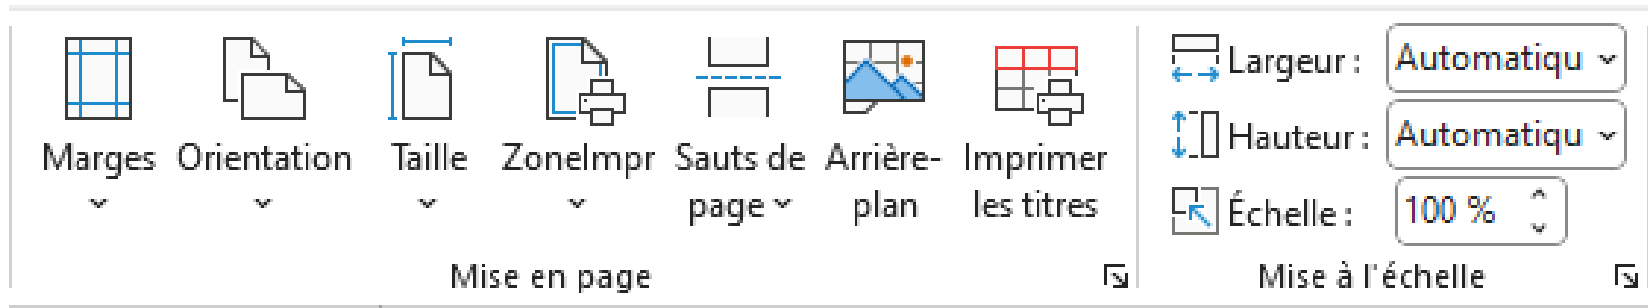 Marges
Orientation
Taille
ZoneImpr
Sauts de
page
Arrière-
plan
Imprimer
les titres
Mise en page
Largeur : Automatiqu
Hauteur : Automatiqu
Échelle : 100 %
Mise à l'échelle